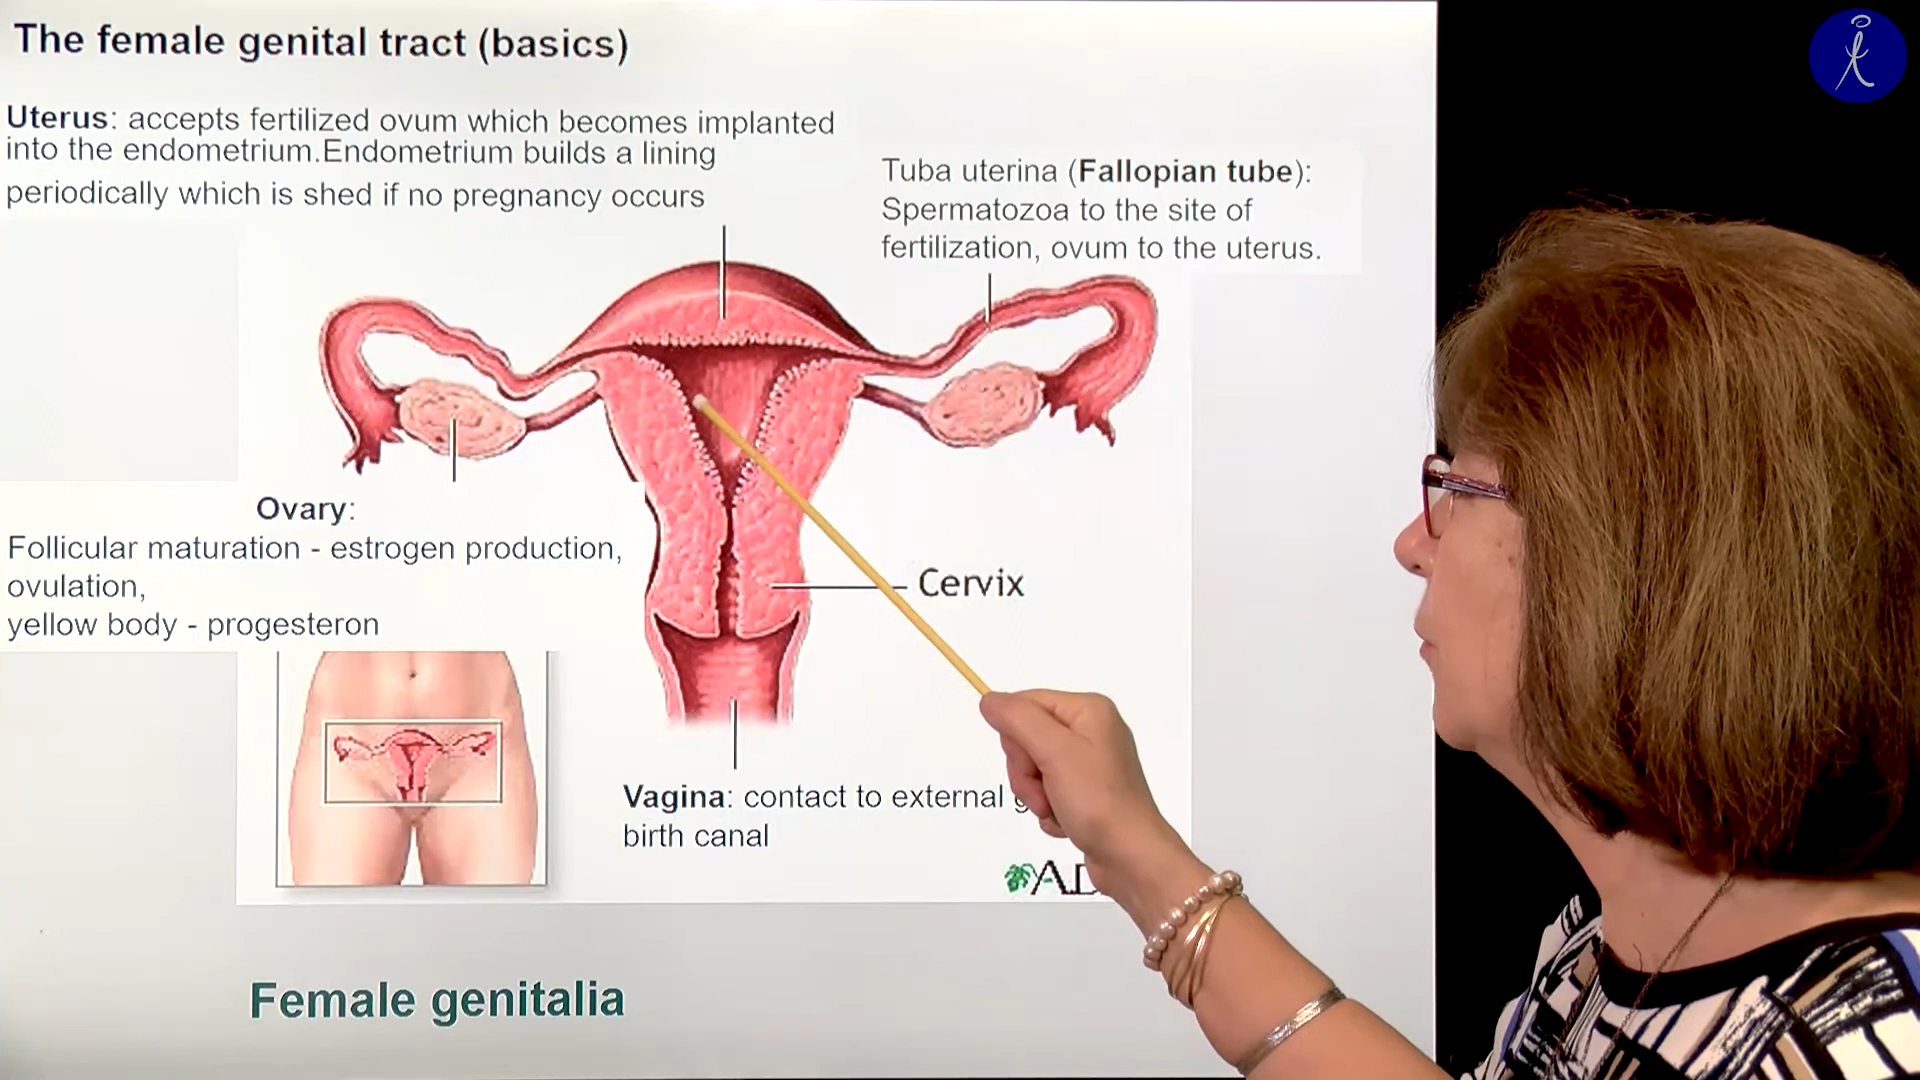 The female genital tract (basics)
Uterus: accepts fertilized ovum which becomes implanted
into the endometrium.Endometrium builds a lining
periodically which is shed if no pregnancy occurs
Tuba uterina (Fallopian tube):
Spermatozoa to the site of
fertilization, ovum to the uterus.
Ovary:
Follicular maturation - estrogen production,
ovulation,
yellow body - progesteron
Cervix
Vagina: contact to external
birth canal
Female genitalia